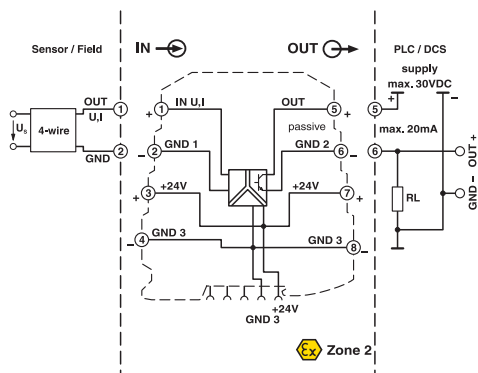 Sensor / Field
IN
OUT
PLC / DCS
supply
max. 30VDC
+
-
OUT
U,I
1
1
+
IN U,I
OUT
5
+
5
Us
4-wire
passive
max. 20mA
GND
2
2
-
GND 1
GND 2
6
-
6
OUT +
3
+
+24V
+24V
7
+
RL
GND -
4
-
GND 3
GND 3
8
-
+24V
GND 3
Ex
Zone 2